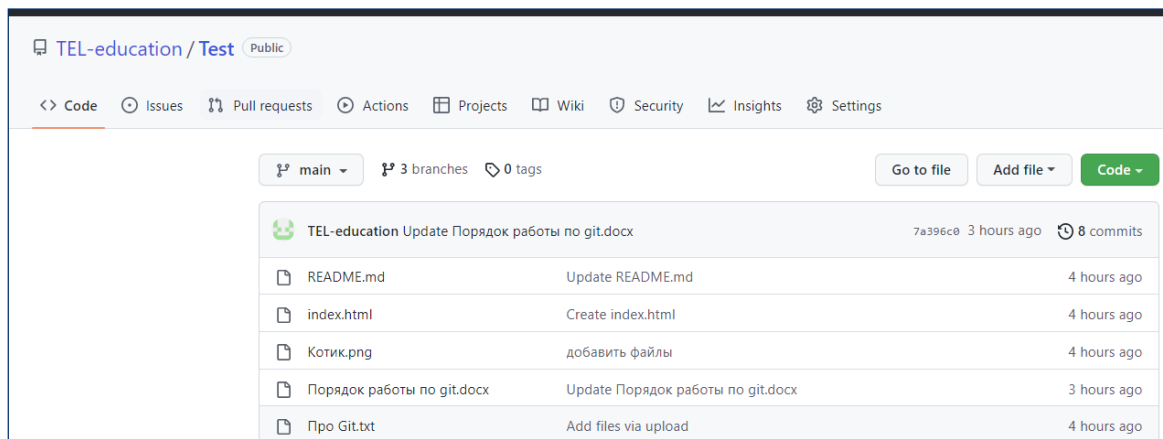 TEL-education / Test Public
Code Issues Pull requests Actions Projects Wiki Security Insights Settings
main 3 branches 0 tags Go to file Add file Code
TEL-education Update Порядок работы по git.docx 7a396c0 3 hours ago 8 commits
README.md Update README.md 4 hours ago
index.html Create index.html 4 hours ago
Котик.png добавить файлы 4 hours ago
Порядок работы по git.docx Update Порядок работы по git.docx 3 hours ago
Про Git.txt Add files via upload 4 hours ago